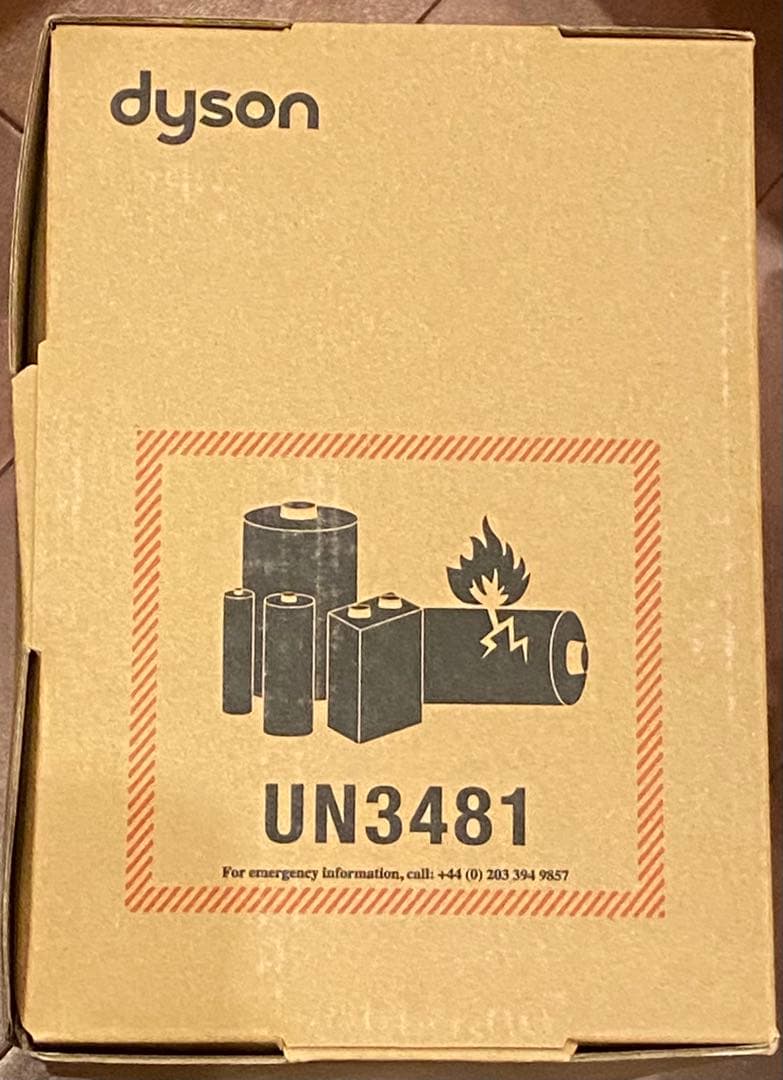 dyson
UN3481
For emergency information, call: +44 (0) 203 394 9857